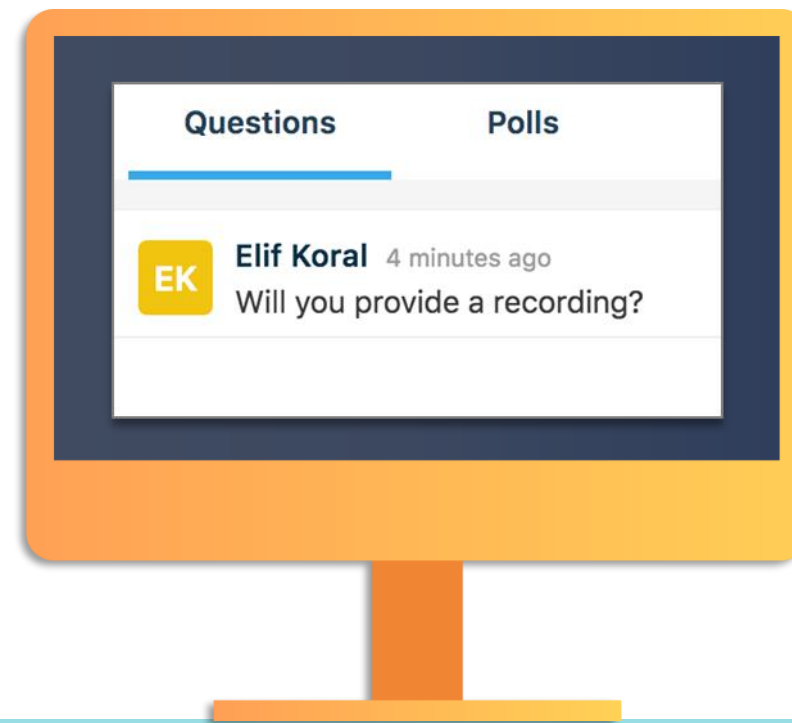 Questions Polls
EK
Elif Koral 4 minutes ago
Will you provide a recording?